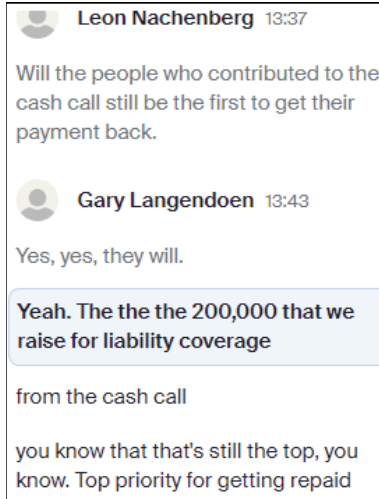 Leon Nachenberg 13:37
Will the people who contributed to the
cash call still be the first to get their
payment back.
Gary Langendoen 13:43
Yes, yes, they will.
Yeah. The the the 200,000 that we
raise for liability coverage
from the cash call
you know that that's still the top, you
know. Top priority for getting repaid